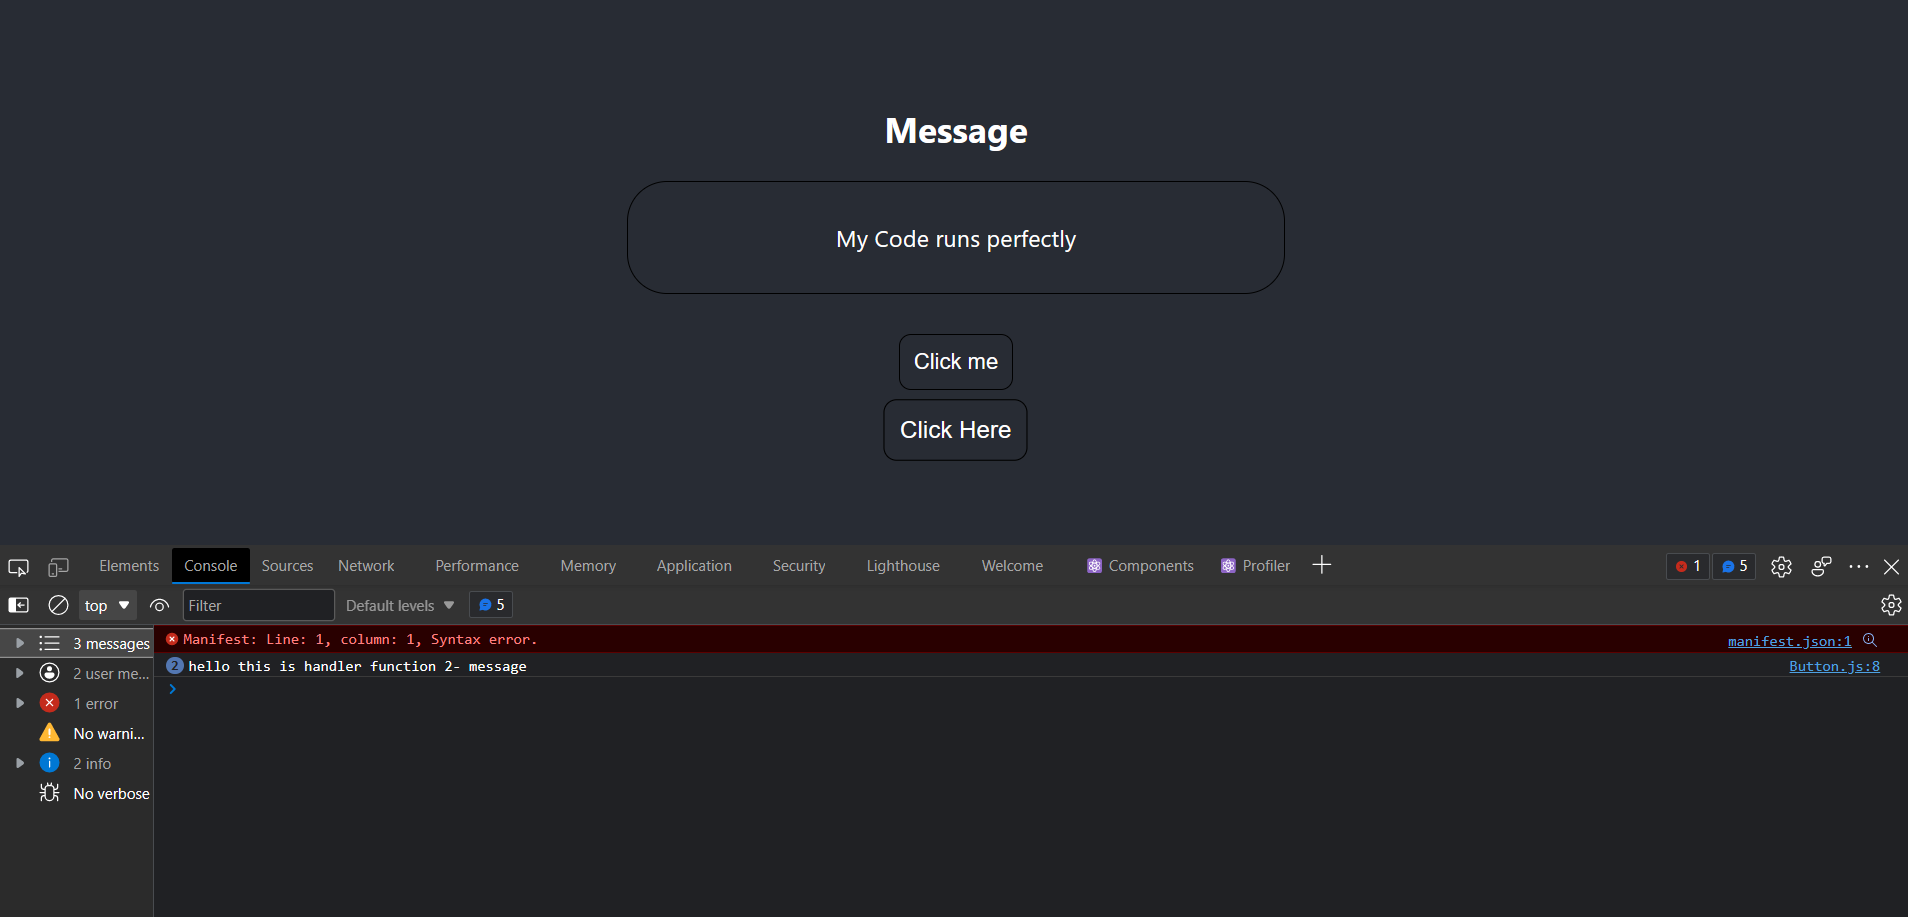 Message
My Code runs perfectly
Click me
Click Here
Elements Console Sources Network Performance Memory Application Security Lighthouse Welcome Components Profiler 1 5
top Filter Default levels 5
3 messages
2 user me...
1 error
No warni...
2 info
No verbose
Manifest: Line: 1, column: 1, Syntax error. manifest.json:1
2 hello this is handler function 2- message Button.js:8